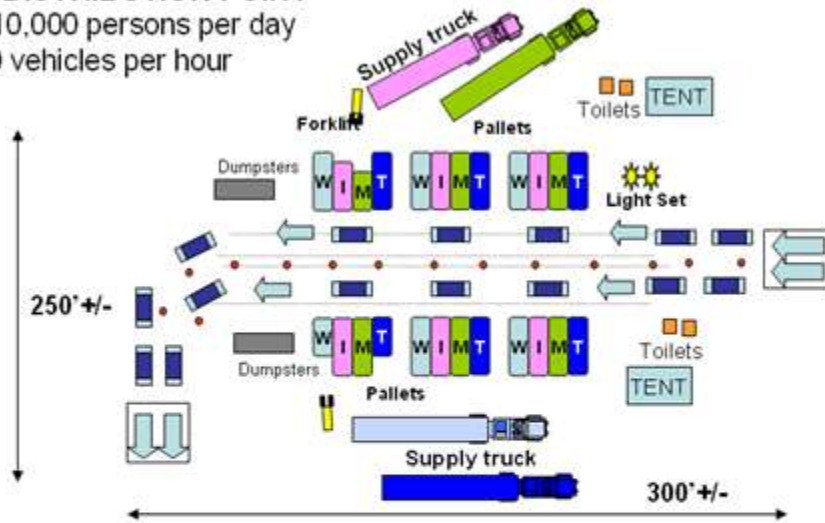 10,000 persons per day
vehicles per hour
Supply truck
Forklift
Pallets
Toilets
TENT
Dumpsters
W I M T
W I M T
W I M T
Light Set
250'+/-
W I M T
W I M T
W I M T
Dumpsters
Toilets
TENT
Pallets
Supply truck
300'+/-